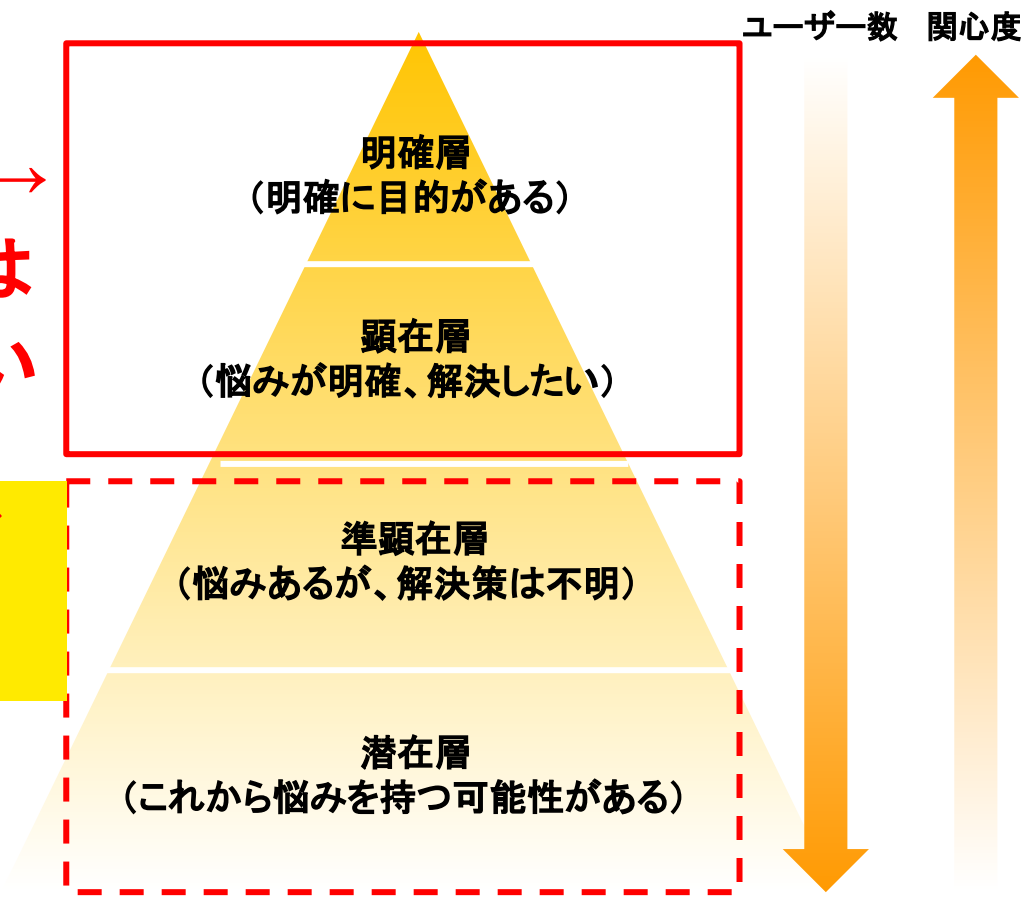 ユーザー数 関心度
明確層
（明確に目的がある）
→
は
い
顕在層
（悩みが明確、解決したい）
準顕在層
（悩みあるが、解決策は不明）
潜在層
（これから悩みを持つ可能性がある）